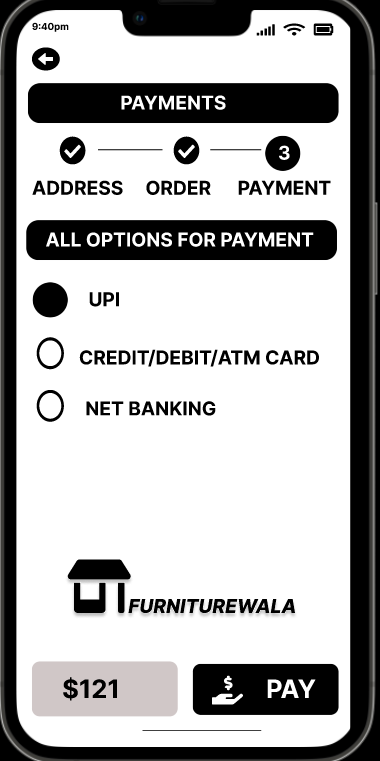 9:40pm
PAYMENTS
3
ADDRESS ORDER PAYMENT
ALL OPTIONS FOR PAYMENT
UPI
CREDIT/DEBIT/ATM CARD
NET BANKING
FURNITUREWALA
$121 $ PAY